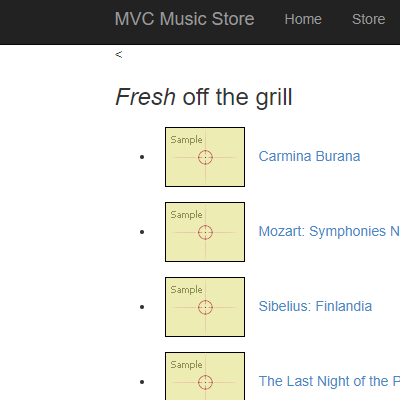 MVC Music Store Home Store
<
Fresh off the grill
Sample
Carmina Burana
Sample
Mozart: Symphonies N
Sample
Sibelius: Finlandia
Sample
The Last Night of the P